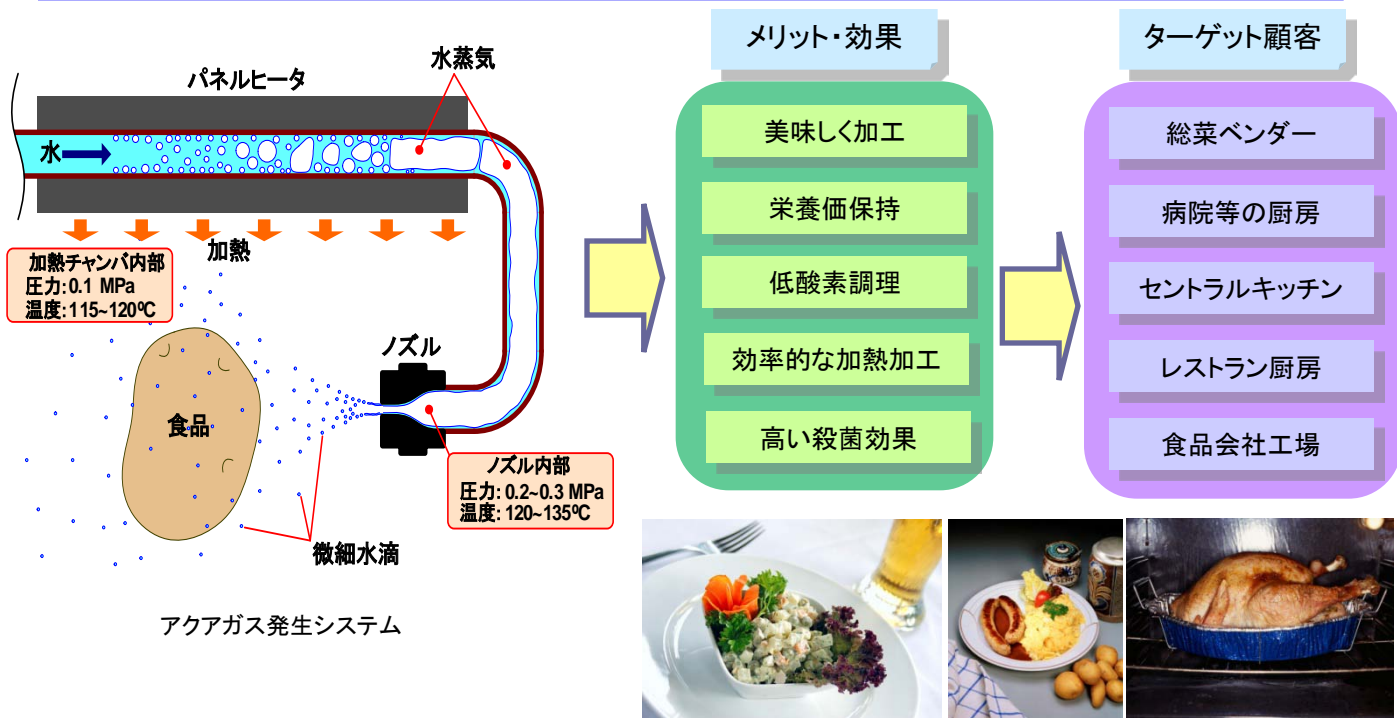 パネルヒータ
水蒸気
水
加熱
加熱チャンバ内部
圧力:0.1 MPa
温度:115~120ºC
食品
ノズル
ノズル内部
圧力:0.2~0.3 MPa
温度:120~135ºC
微細水滴
アクアガス発生システム
メリット・効果
美味しく加工
栄養価保持
低酸素調理
効率的な加熱加工
高い殺菌効果
ターゲット顧客
総菜ベンダー
病院等の厨房
セントラルキッチン
レストラン厨房
食品会社工場